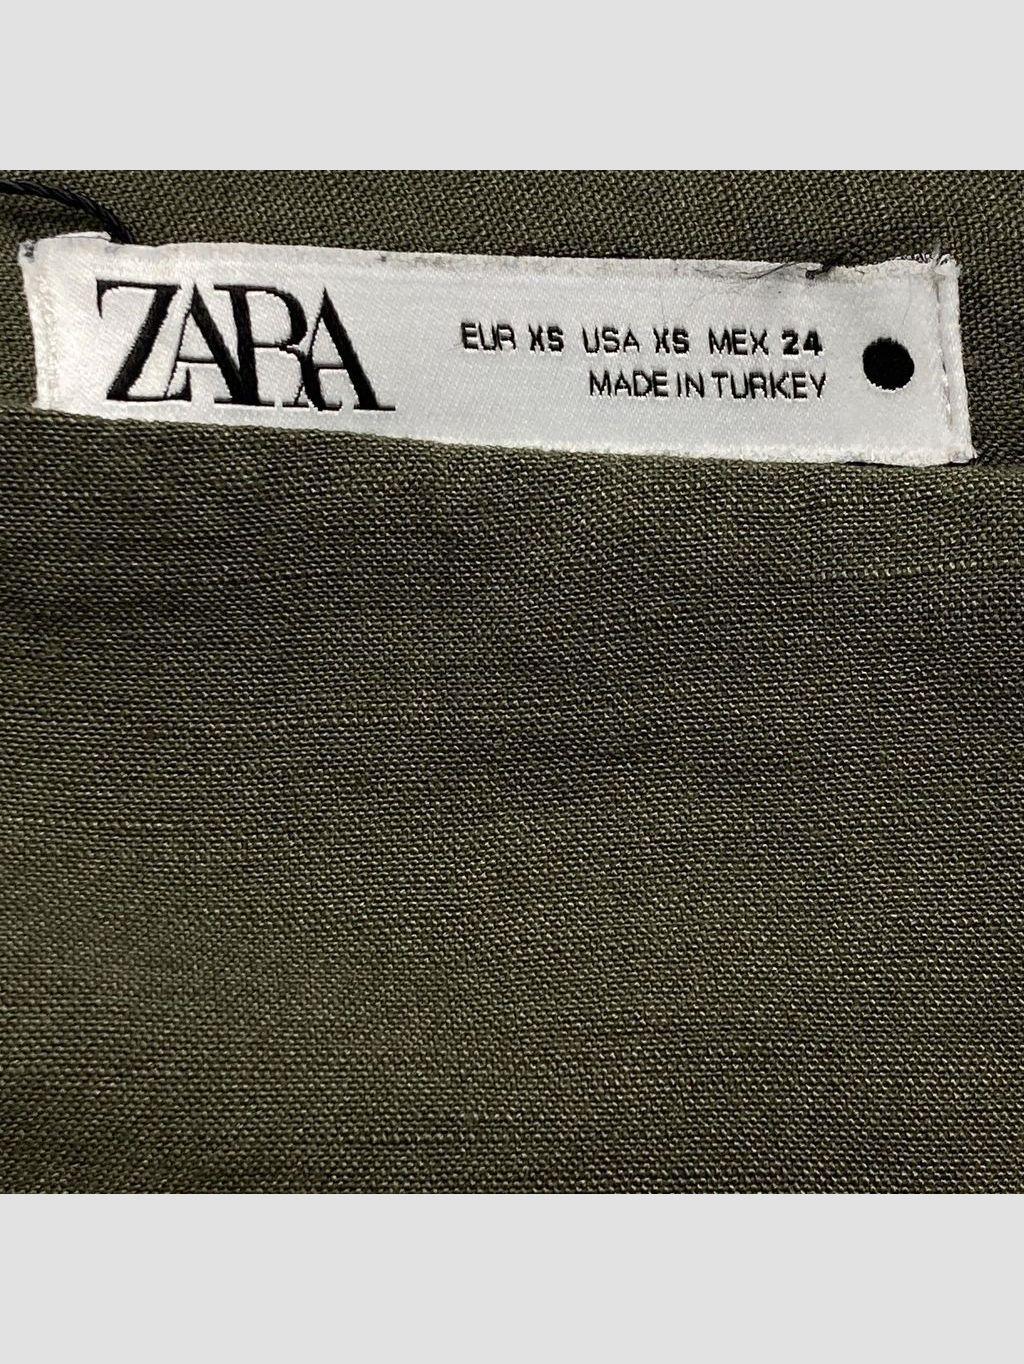 ZARA
EUR XS USA XS MEX 24
MADE IN TURKEY